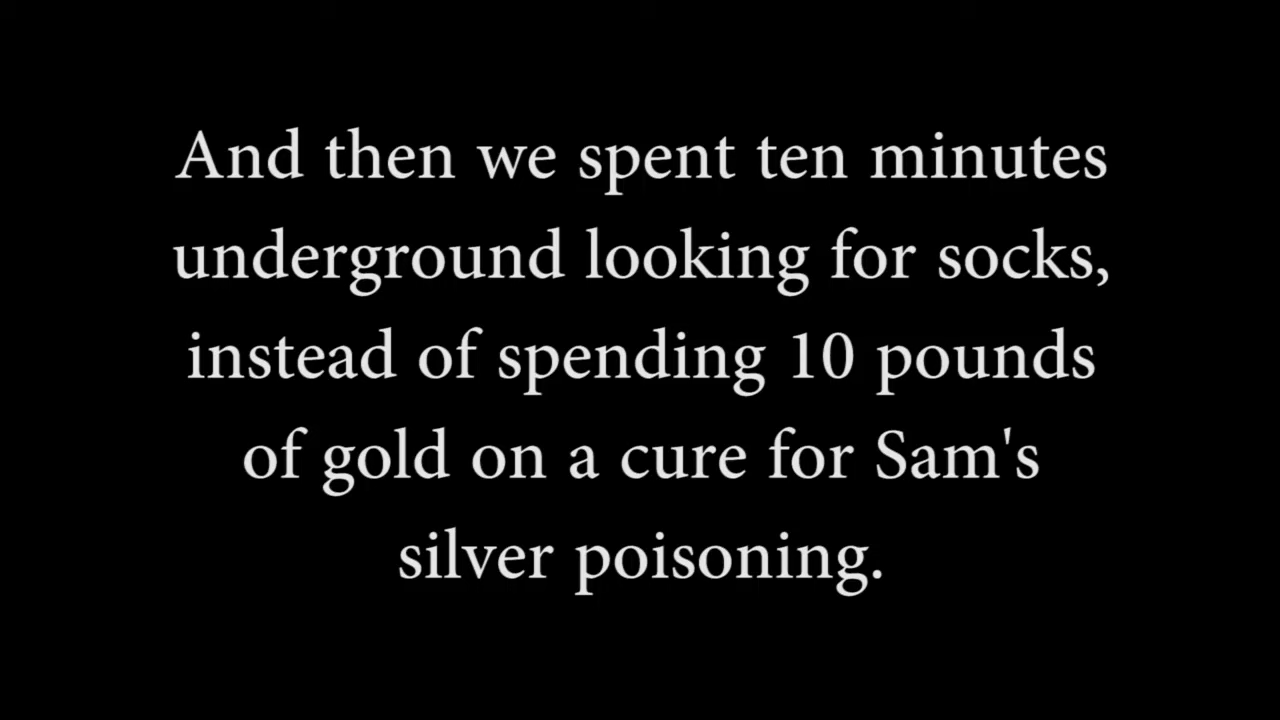 And then we spent ten minutes
underground looking for socks,
instead of spending 10 pounds
of gold on a cure for Sam's
silver poisoning.